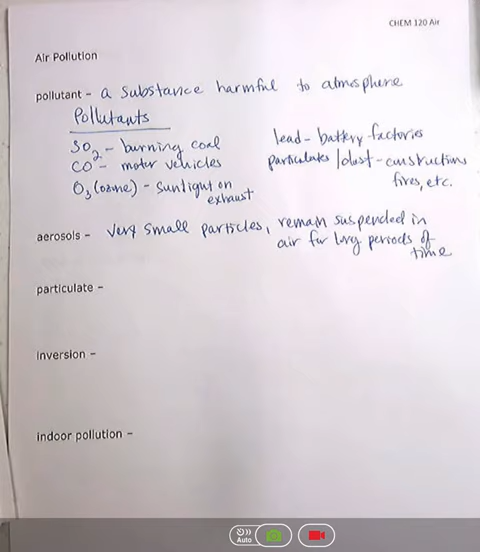 CHEM 120 Air
Air Pollution
pollutant – a substance harmful to atmosphere
Pollutants
SO2 – burning coal
CO – motor vehicles
O3 (ozone) – sunlight on
exhaust
lead – battery factories
particulates/dust – constructions
fires, etc.
aerosols – very small particles, remain suspended in
air for long periods of
time
particulate –
inversion –
indoor pollution –
Auto